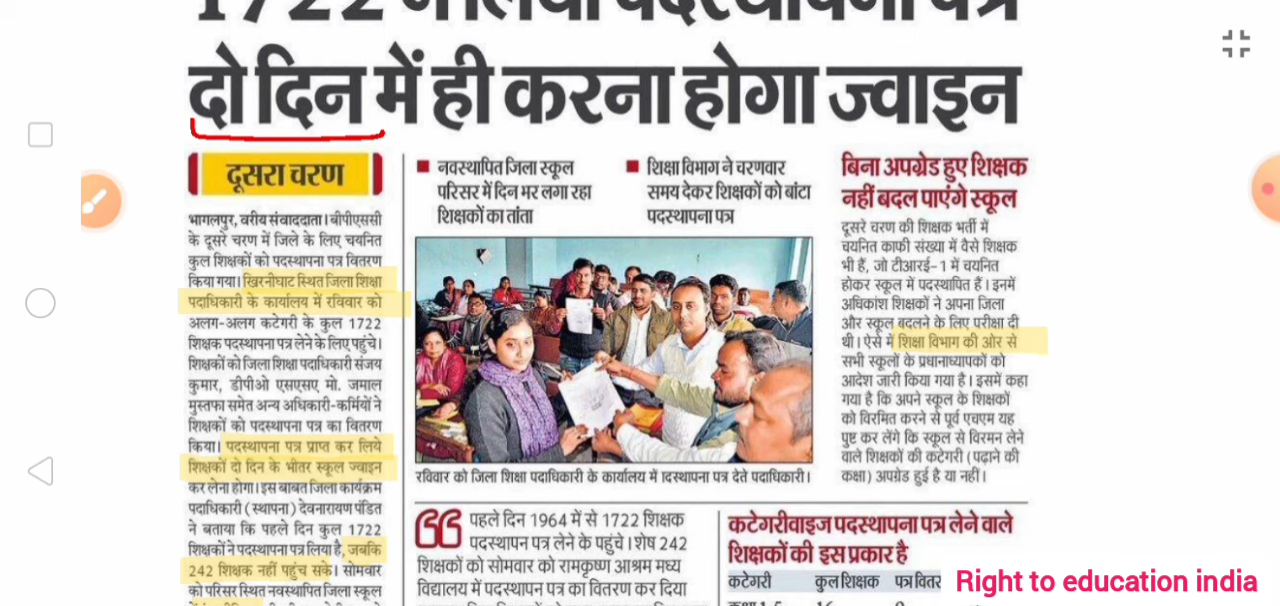 1722 ने लिया पदस्थापना पत्र
दो दिन में ही करना होगा ज्वाइन
दूसरा चरण
भागलपुर, वरीय संवाददाता। बीपीएससी
के दूसरे चरण में जिले के लिए चयनित
कुल शिक्षकों को पदस्थापना पत्र वितरण
किया गया। खिरनीघाट स्थित जिला शिक्षा
पदाधिकारी के कार्यालय में रविवार को
अलग-अलग कटेगरी के कुल 1722
शिक्षक पदस्थापना पत्र लेने के लिए पहुंचे।
शिक्षकों को जिला शिक्षा पदाधिकारी संजय
कुमार, डीपीओ एसएसए मो. जमाल
मुस्तफा समेत अन्य अधिकारी-कर्मियों ने
शिक्षकों को पदस्थापना पत्र का वितरण
किया। पदस्थापना पत्र प्राप्त कर लिये
शिक्षकों दो दिन के भीतर स्कूल ज्वाइन
कर लेना होगा। इस बाबत जिला कार्यक्रम
पदाधिकारी (स्थापना) देवनारायण पंडित
ने बताया कि पहले दिन कुल 1722
शिक्षकों ने पदस्थापना पत्र लिया है, जबकि
242 शिक्षक नहीं पहुंच सके। सोमवार
को परिसर स्थित नवस्थापित जिला स्कूल
नवस्थापित जिला स्कूल
परिसर में दिन भर लगा रहा
शिक्षकों का तांता
शिक्षा विभाग ने चरणवार
समय देकर शिक्षकों को बांटा
पदस्थापना पत्र
रविवार को जिला शिक्षा पदाधिकारी के कार्यालय में पदस्थापना पत्र देते पदाधिकारी।
पहले दिन 1964 में से 1722 शिक्षक
पदस्थापन पत्र लेने के पहुंचे। शेष 242
शिक्षकों को सोमवार को रामकृष्ण आश्रम मध्य
विद्यालय में पदस्थापन पत्र का वितरण कर दिया
बिना अपग्रेड हुए शिक्षक
नहीं बदल पाएंगे स्कूल
दूसरे चरण की शिक्षक भर्ती में
चयनित काफी संख्या में वैसे शिक्षक
भी हैं, जो टीआरई-1 में चयनित
होकर स्कूल में पदस्थापित हैं। इनमें
अधिकांश शिक्षकों ने अपना जिला
और स्कूल बदलने के लिए परीक्षा दी
थी। ऐसे में शिक्षा विभाग की ओर से
सभी स्कूलों के प्रधानाध्यापकों को
आदेश जारी किया गया है। इसमें कहा
गया है कि अपने स्कूल के शिक्षकों
को विरमित करने से पूर्व एचएम यह
पुष्ट कर लेंगे कि स्कूल से विरमन लेने
वाले शिक्षकों की कटेगरी (पढ़ाने की
कक्षा) अपग्रेड हुई है या नहीं।
कटेगरीवाइज पदस्थापना पत्र लेने वाले
शिक्षकों की इस प्रकार है
कटेगरी कुल शिक्षक पत्र वितर
Right to education india